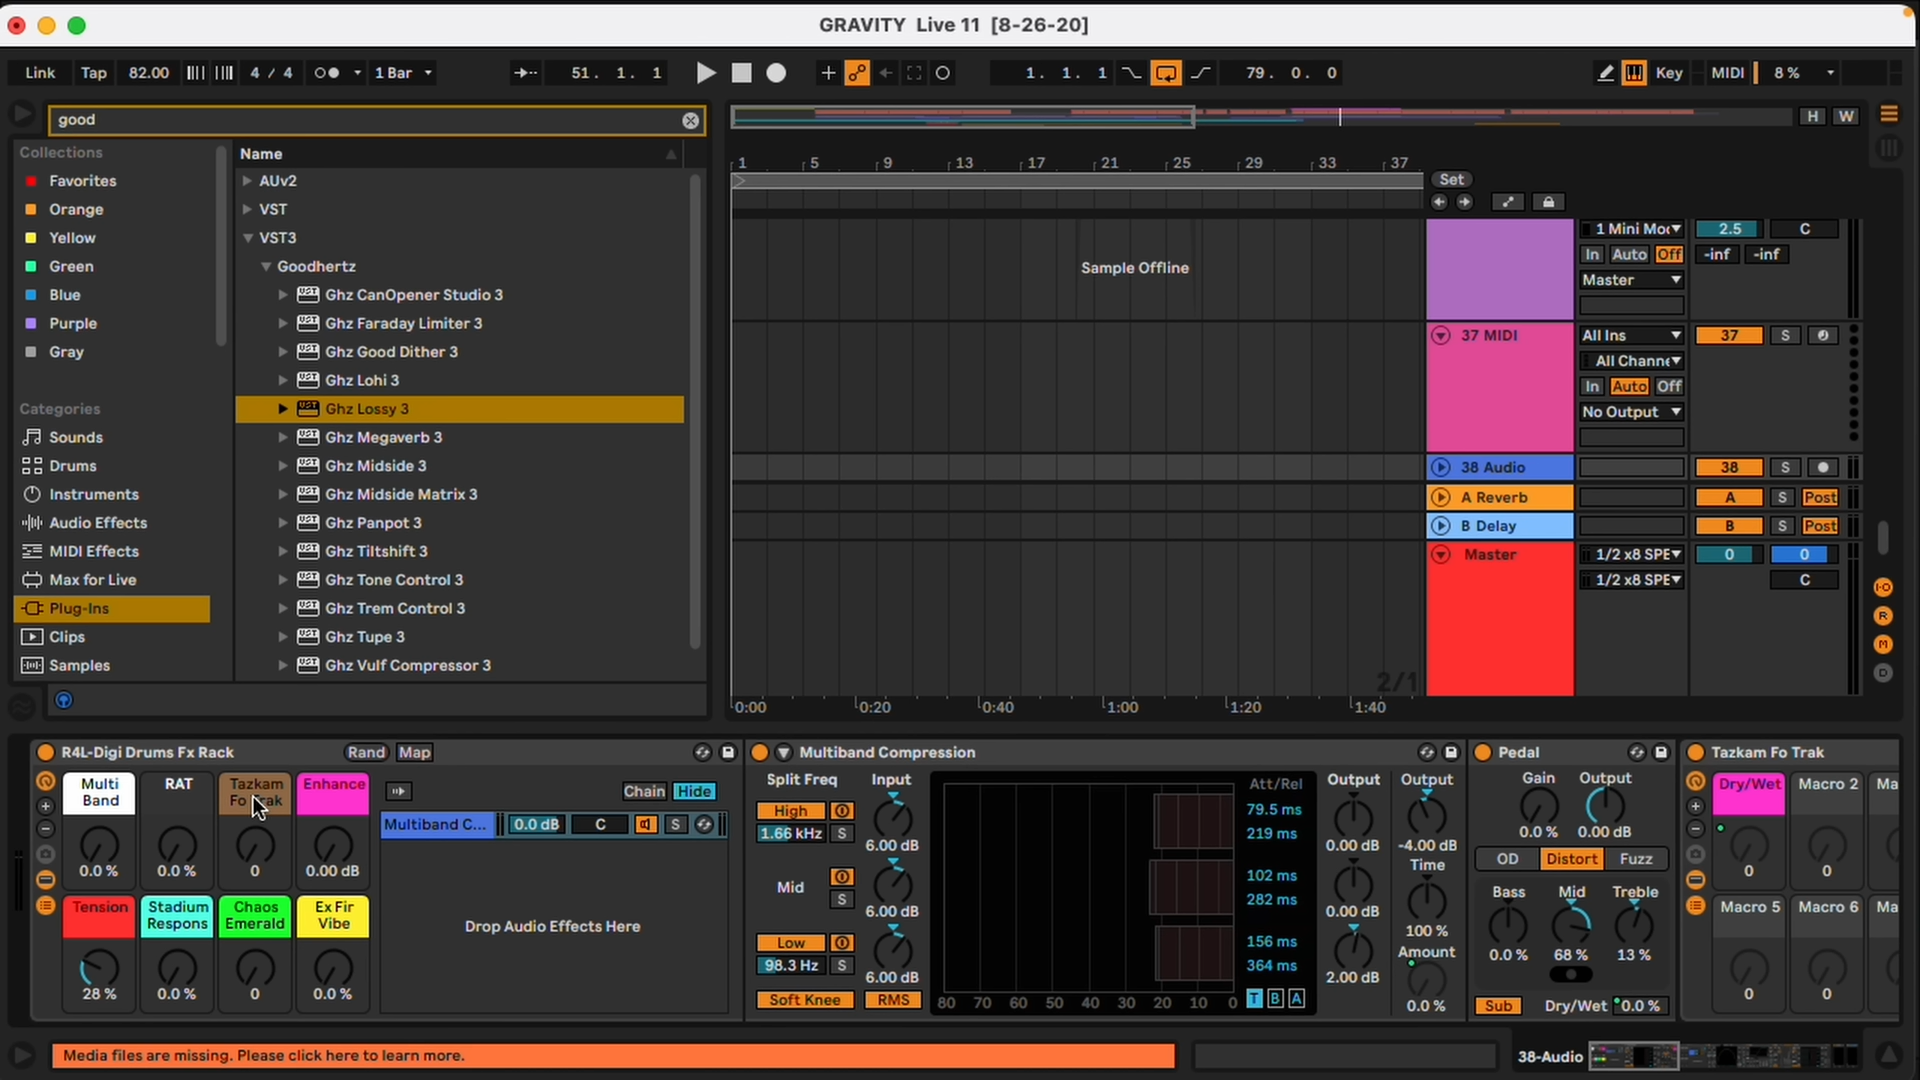 GRAVITY Live 11 [8-26-20]
Link Tap 82.00 4 / 4 1 Bar 51. 1. 1 1. 1. 1 79. 0. 0 Key MIDI 8 %
good
H W
Collections
Favorites
Orange
Yellow
Green
Blue
Purple
Gray
Categories
Sounds
Drums
Instruments
Audio Effects
MIDI Effects
Max for Live
Plug-Ins
Clips
Samples
Name
AUv2
VST
VST3
Goodhertz
Ghz CanOpener Studio 3
Ghz Faraday Limiter 3
Ghz Good Dither 3
Ghz Lohi 3
Ghz Lossy 3
Ghz Megaverb 3
Ghz Midside 3
Ghz Midside Matrix 3
Ghz Panpot 3
Ghz Tiltshift 3
Ghz Tone Control 3
Ghz Trem Control 3
Ghz Tupe 3
Ghz Vulf Compressor 3
1 5 9 13 17 21 25 29 33 37
Set
Sample Offline
1 Mini Mo 2.5 C
In Auto Off -inf -inf
Master
37 MIDI All Ins 37 S
All Channe
In Auto Off
No Output
38 Audio 38 S
A Reverb A S Post
B Delay B S Post
Master 1/2 x8 SPE 0 0
1/2 x8 SPE C
2/1
0:00 0:20 0:40 1:00 1:20 1:40
I·O
R
M
D
R4L-Digi Drums Fx Rack Rand Map
Multi Band
RAT
Tazkam Fo Trak
Enhance
0.0 % 0.0 % 0 0.00 dB
Tension
Stadium Respons
Chaos Emerald
Ex Fir Vibe
28 % 0.0 % 0 0.0 %
Chain Hide
Multiband C... 0.0 dB C S
Drop Audio Effects Here
Multiband Compression
Split Freq Input Att/Rel Output Output
High 79.5 ms
1.66 kHz S 6.00 dB 219 ms 0.00 dB -4.00 dB
Time
Mid 102 ms
S 6.00 dB 282 ms 0.00 dB 100 %
Low 156 ms Amount
98.3 Hz S 6.00 dB 364 ms 2.00 dB
Soft Knee RMS 80 70 60 50 40 30 20 10 0 T B A 0.0 %
Pedal
Gain Output
0.0 % 0.00 dB
OD Distort Fuzz
Bass Mid Treble
0.0 % 68 % 13 %
Sub Dry/Wet 0.0 %
Tazkam Fo Trak
Dry/Wet Macro 2 Ma
0 0
Macro 5 Macro 6 Ma
0 0
Media files are missing. Please click here to learn more.
38-Audio